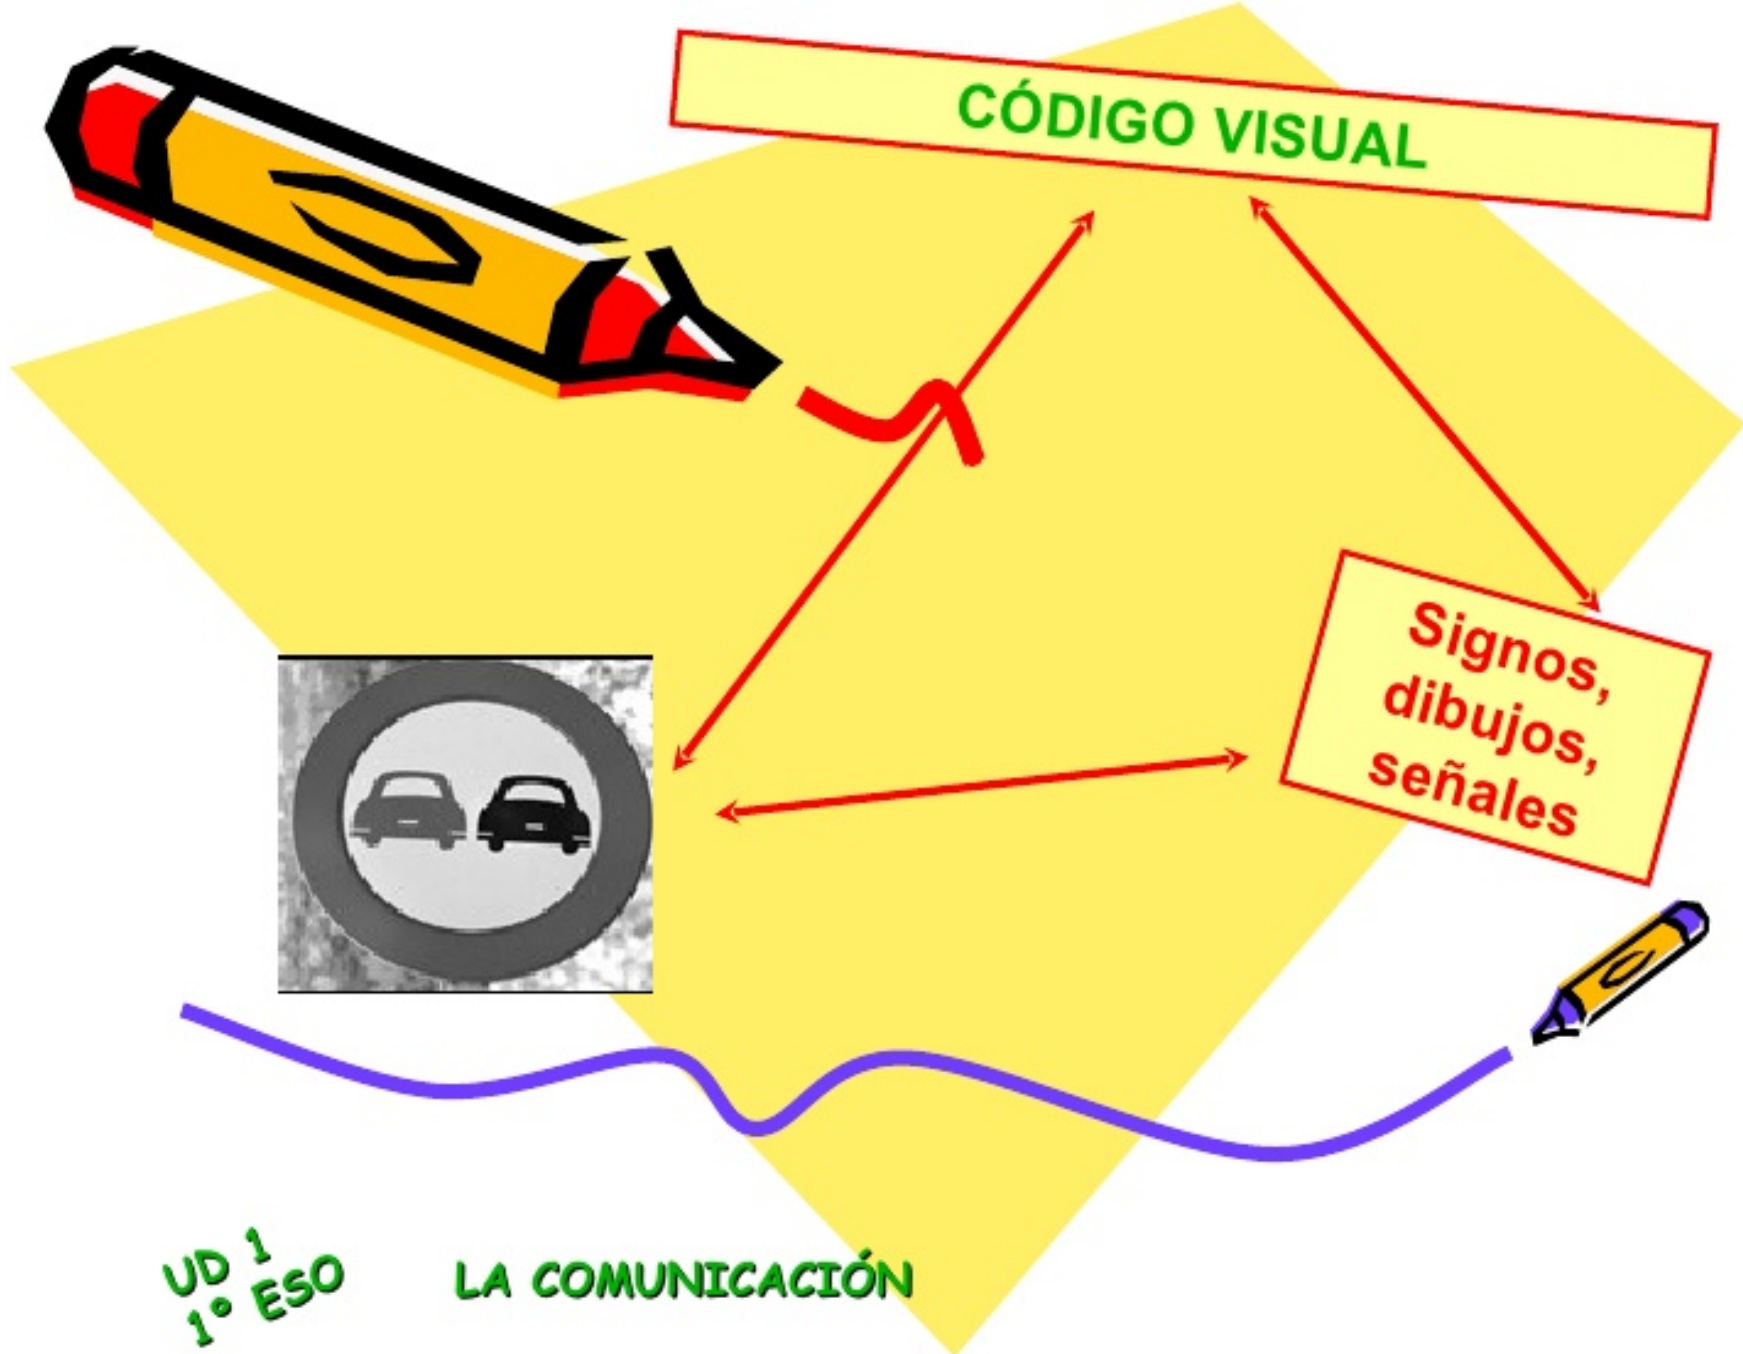 CÓDIGO VISUAL
Signos,
dibujos,
señales
UD 1
1º ESO
LA COMUNICACIÓN